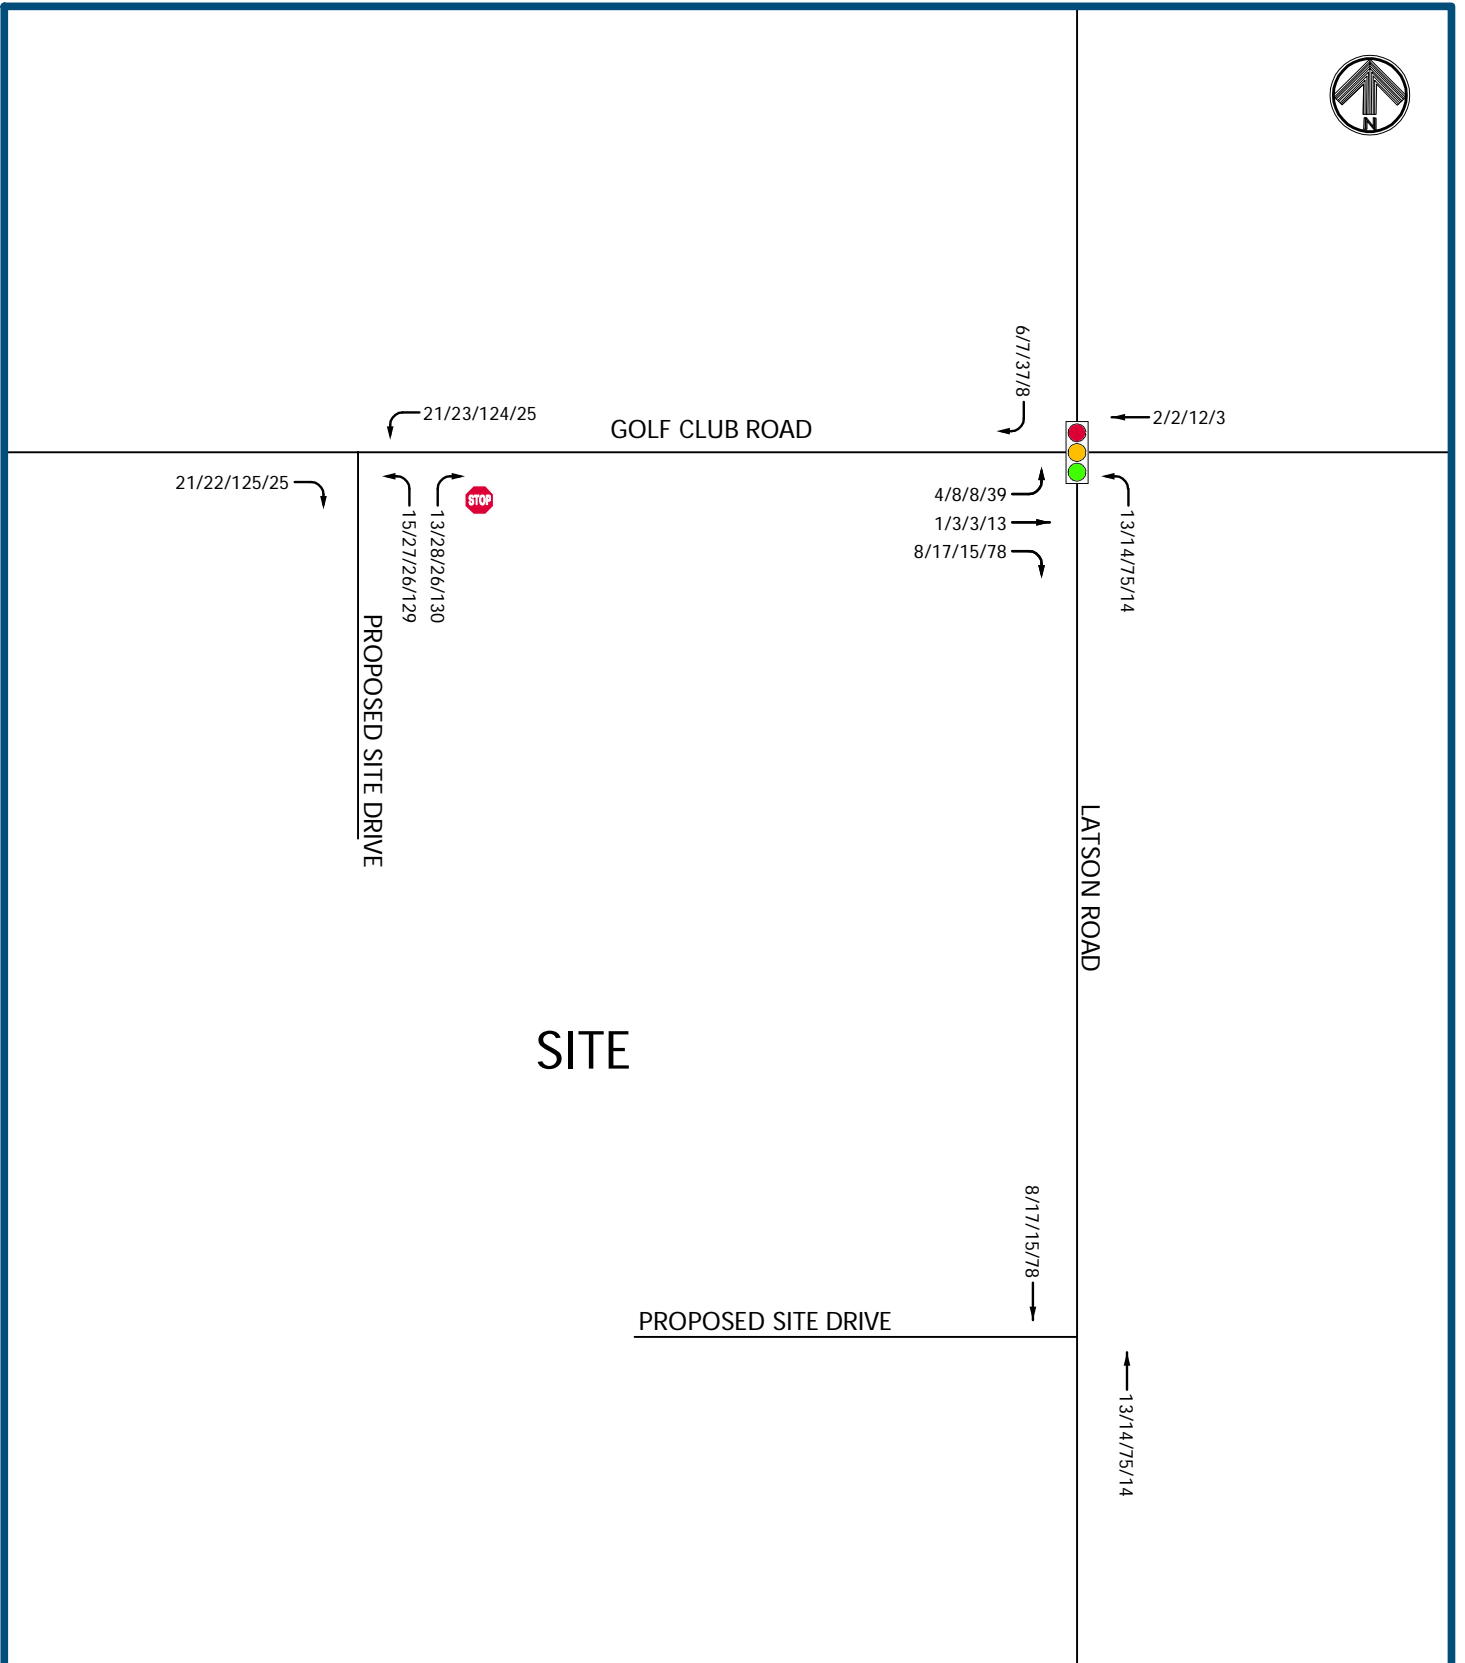 N
6/7/37/8
21/23/124/25
2/2/12/3
GOLF CLUB ROAD
21/22/125/25
STOP
4/8/8/39
1/3/3/13
8/17/15/78
15/27/26/129
13/28/26/130
13/14/75/14
PROPOSED SITE DRIVE
LATSON ROAD
SITE
8/17/15/78
PROPOSED SITE DRIVE
13/14/75/14